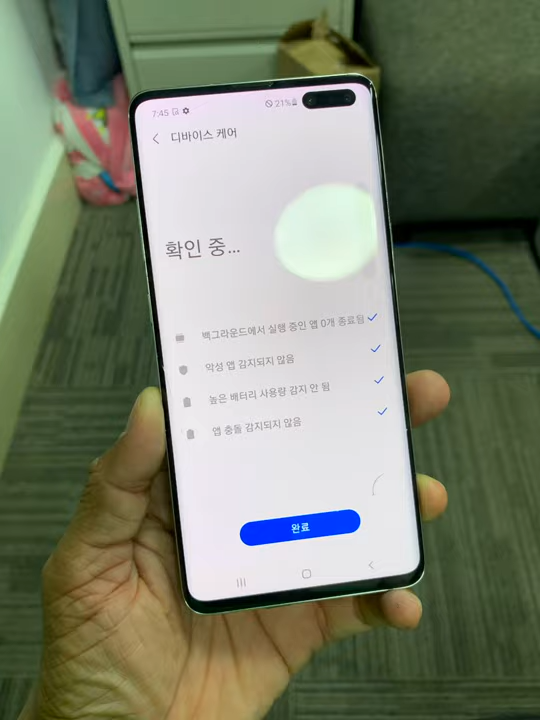 7:45
21%
디바이스 케어
확인 중...
백그라운드에서 실행 중인 앱 0개 종료됨
악성 앱 감지되지 않음
높은 배터리 사용량 감지 안 됨
앱 충돌 감지되지 않음
완료